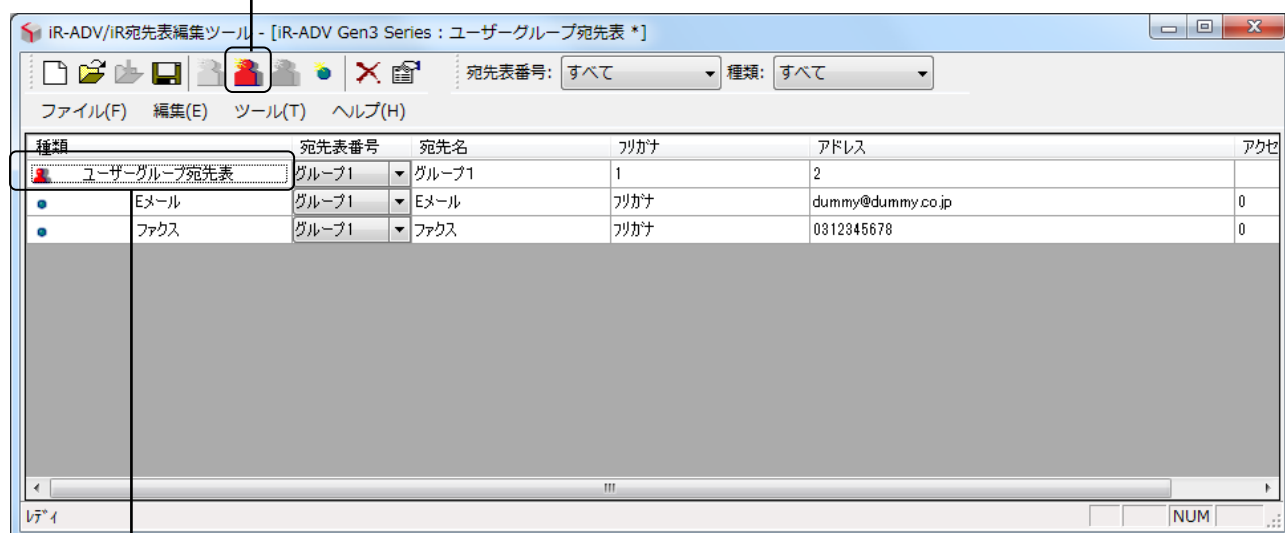 iR-ADV/iR宛先表編集ツール - [iR-ADV Gen3 Series : ユーザーグループ宛先表 *]
宛先表番号: すべて 種類: すべて
ファイル(F) 編集(E) ツール(T) ヘルプ(H)
種類 宛先表番号 宛先名 フリガナ アドレス アクセ
ユーザーグループ宛先表 グループ1 グループ1 1 2
Eメール グループ1 Eメール フリガナ dummy@dummy.co.jp 0
ファクス グループ1 ファクス フリガナ 0312345678 0
レディ NUM